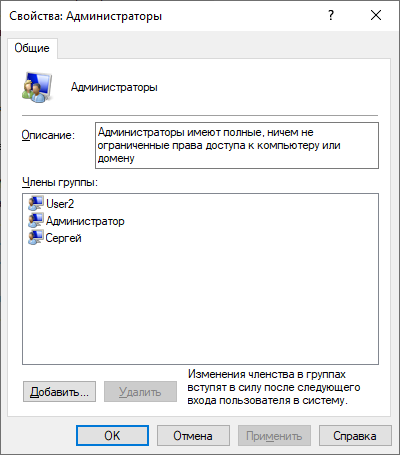 Свойства: Администраторы
Общие
Администраторы
Описание:
Администраторы имеют полные, ничем не
ограниченные права доступа к компьютеру или
домену
Члены группы:
User2
Администратор
Сергей
Изменения членства в группах
вступят в силу после следующего
входа пользователя в систему.
Добавить...
Удалить
OK
Отмена
Применить
Справка